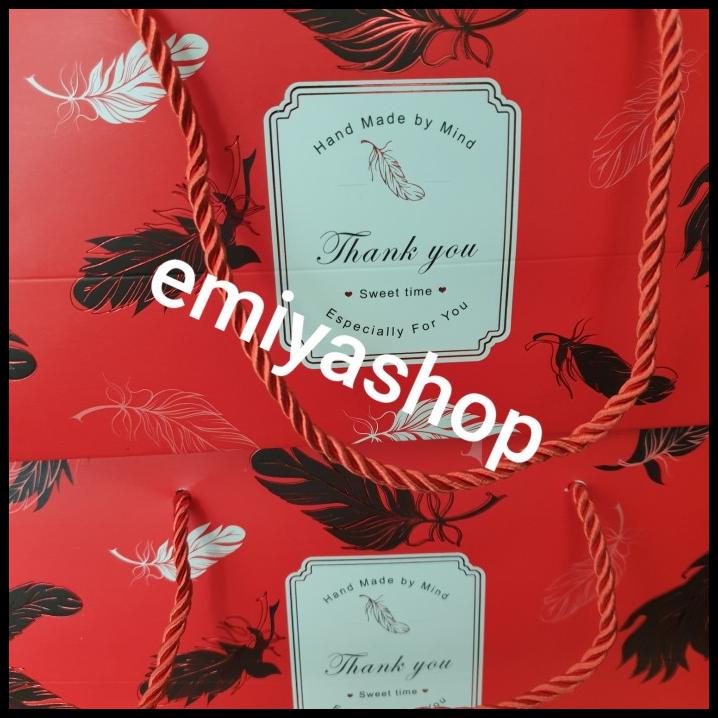 Hand Made by Mind
Thank you
Sweet time
Especially For You
emiyashop
Hand Made by Mind
Thank you
Sweet time